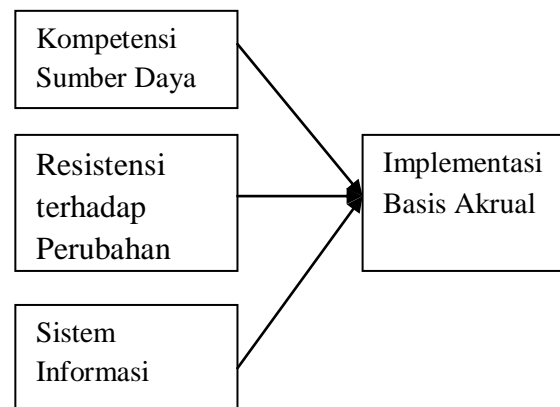 Kompetensi
Sumber Daya
Resistensi
terhadap
Perubahan
Implementasi
Basis Akrual
Sistem
Informasi